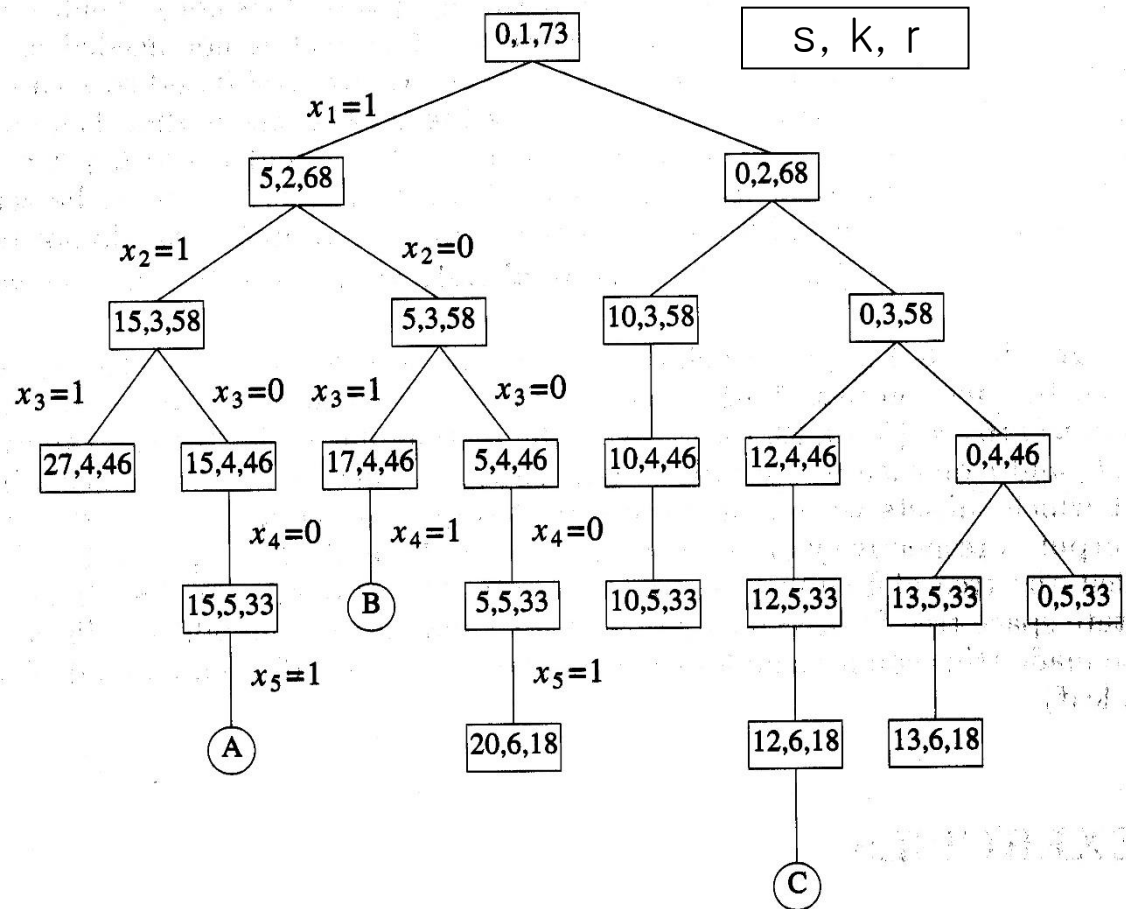 0,1,73
s, k, r
x1=1
5,2,68
0,2,68
x2=1
x2=0
15,3,58
5,3,58
10,3,58
0,3,58
x3=1
x3=0
x3=1
x3=0
27,4,46
15,4,46
17,4,46
5,4,46
10,4,46
12,4,46
0,4,46
x4=0
x4=1
x4=0
15,5,33
B
5,5,33
10,5,33
12,5,33
13,5,33
0,5,33
x5=1
x5=1
A
20,6,18
12,6,18
13,6,18
C